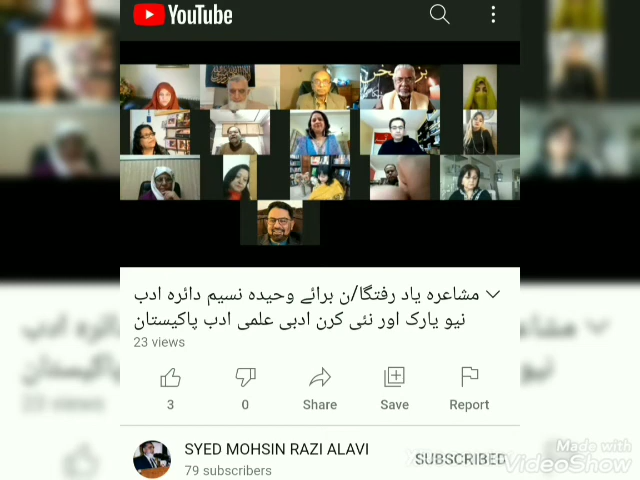 YouTube
مشاعرہ یاد رفتگا/ن برائے وحیدہ نسیم دائرہ ادب
نیو یارک اور نئی کرن ادبی علمی ادب پاکیستان
23 views
3
0
Share
Save
Report
SYED MOHSIN RAZI ALAVI
79 subscribers
SUBSCRIBED
Made with
VideoShow